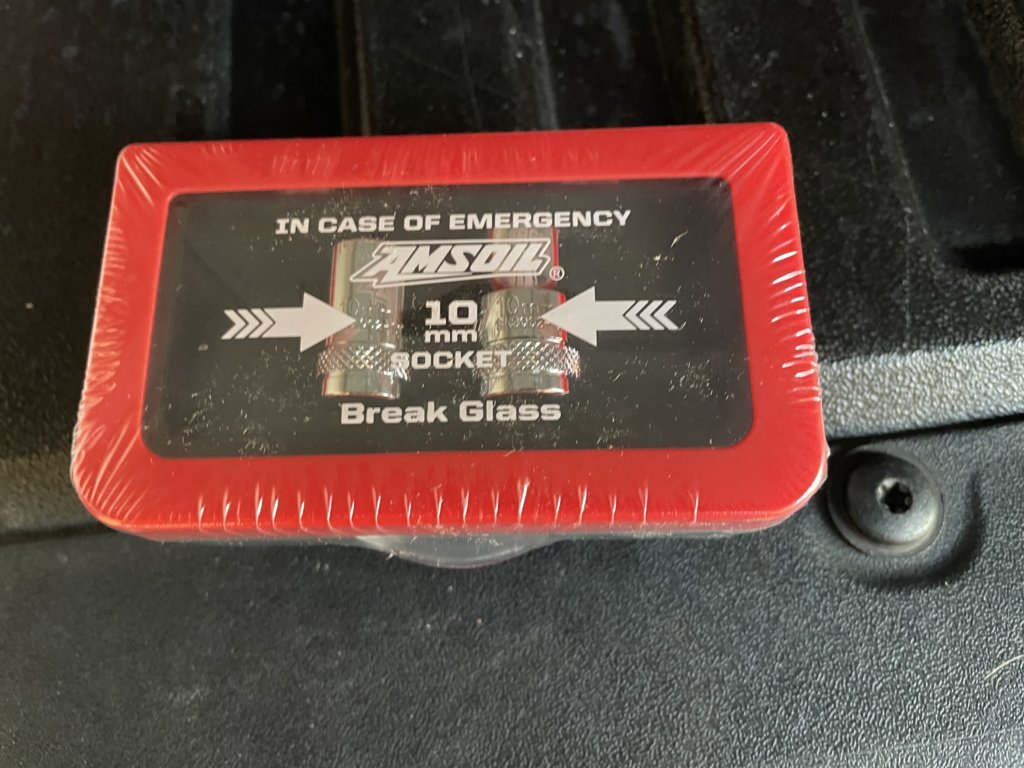 IN CASE OF EMERGENCY
AMSOIL®
10
mm
SOCKET
Break Glass